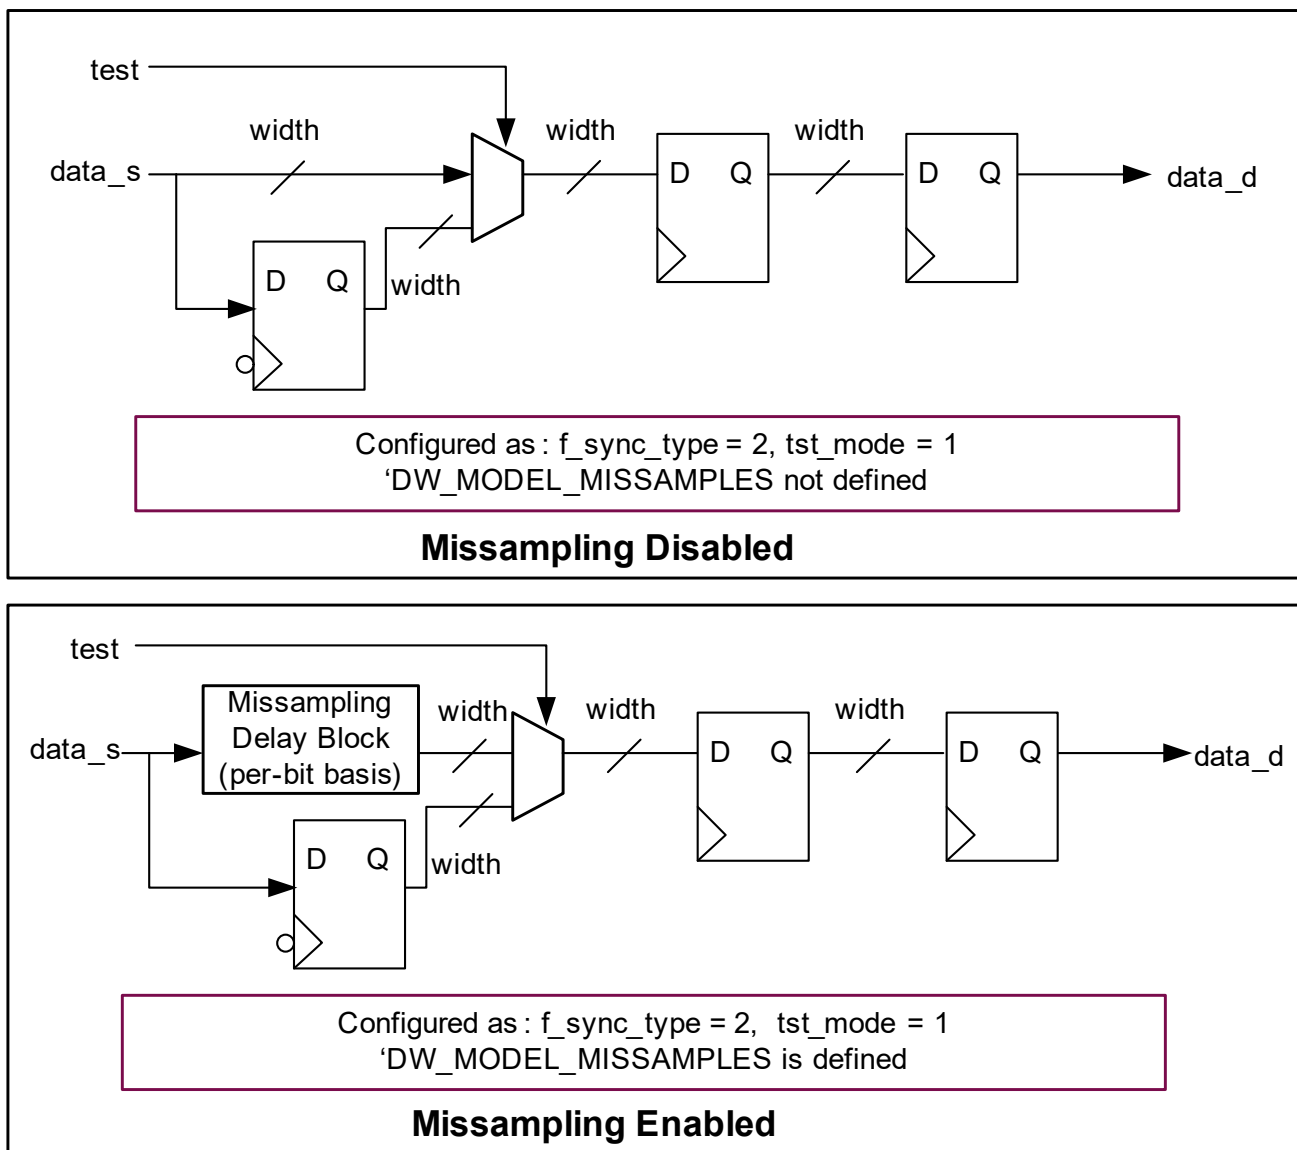 test
width
width
width
data_s
D Q
D Q
data_d
D Q
width
Configured as : f_sync_type = 2, tst_mode = 1
‘DW_MODEL_MISSAMPLES not defined
Missampling Disabled
test
Missampling
Delay Block
(per-bit basis)
width
width
width
data_s
D Q
D Q
data_d
D Q
width
Configured as : f_sync_type = 2, tst_mode = 1
‘DW_MODEL_MISSAMPLES is defined
Missampling Enabled